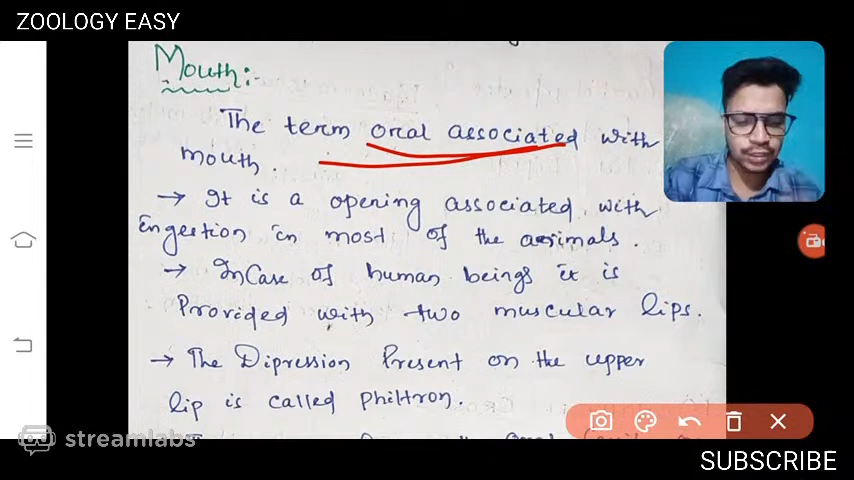 ZOOLOGY EASY
Mouth:-
The term oral associated with
mouth.
→ It is a opening associated with
Engestion in most of the animals.
→ InCase of human beings it is
Provided with two muscular lips.
→ The Dipression Present on the upper
lip is called philtron.
streamlabs
SUBSCRIBE